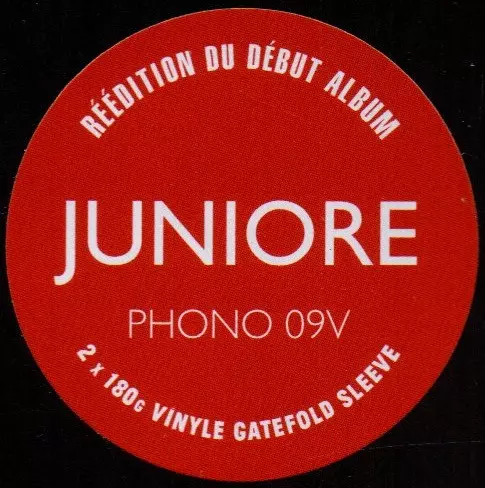 RÉÉDITION DU DÉBUT ALBUM
JUNIORE
PHONO 09V
2 x 180G VINYLE GATEFOLD SLEEVE